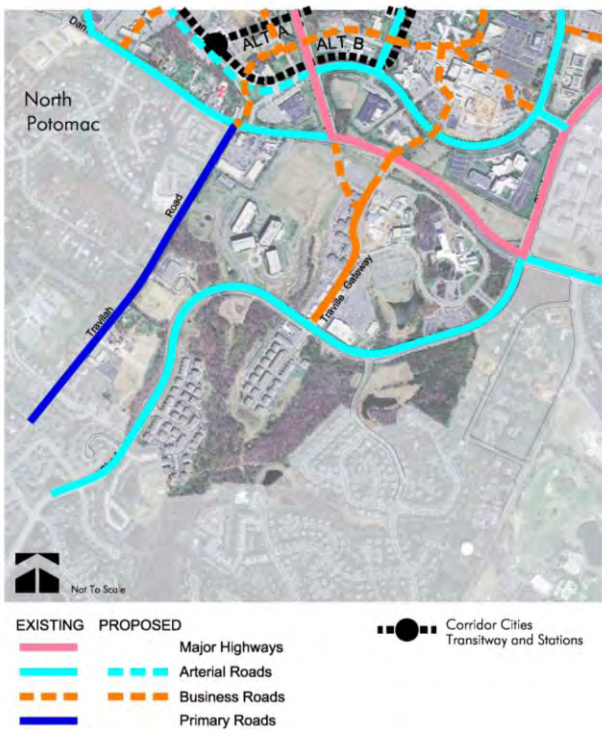 Dar
ALT A
ALT B
North
Potomac
Road
Travilah
Traville Gateway
Not To Scale
EXISTING PROPOSED
Major Highways
Arterial Roads
Business Roads
Primary Roads
Corridor Cities
Transitway and Stations